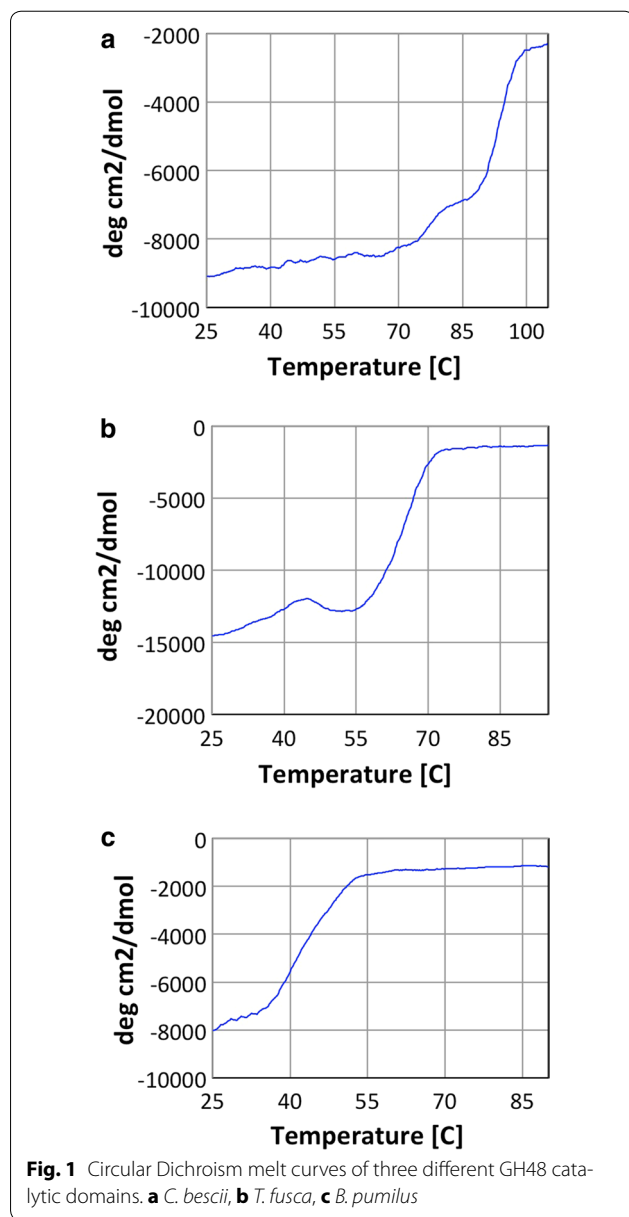 a
-2000
-4000
-6000
-8000
-10000
deg cm2/dmol
25 40 55 70 85 100
Temperature [C]
b
0
-5000
-10000
-15000
-20000
deg cm2/dmol
25 40 55 70 85
Temperature [C]
c
0
-2000
-4000
-6000
-8000
-10000
deg cm2/dmol
25 40 55 70 85
Temperature [C]
Fig. 1 Circular Dichroism melt curves of three different GH48 cata-
lytic domains. a C. bescii, b T. fusca, c B. pumilus